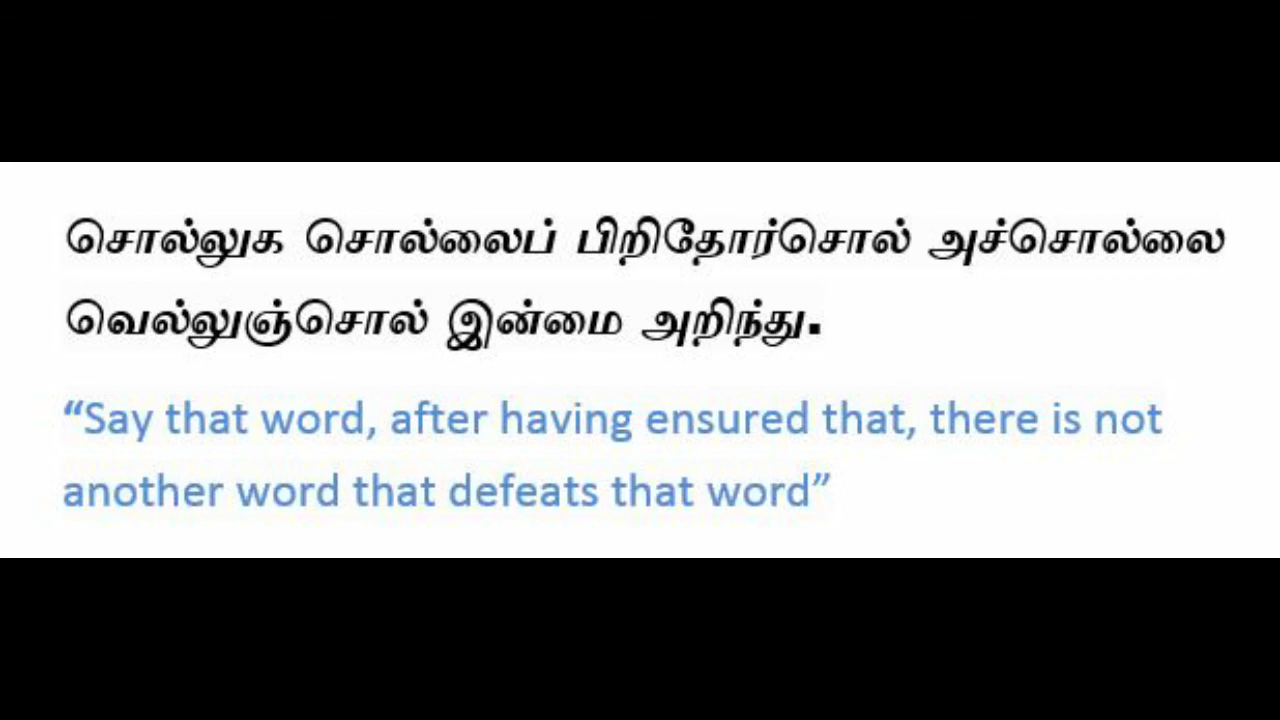 சொல்லுக சொல்லைப் பிறிதோர்சொல் அச்சொல்லை
வெல்லுஞ்சொல் இன்மை அறிந்து.
“Say that word, after having ensured that, there is not
another word that defeats that word”